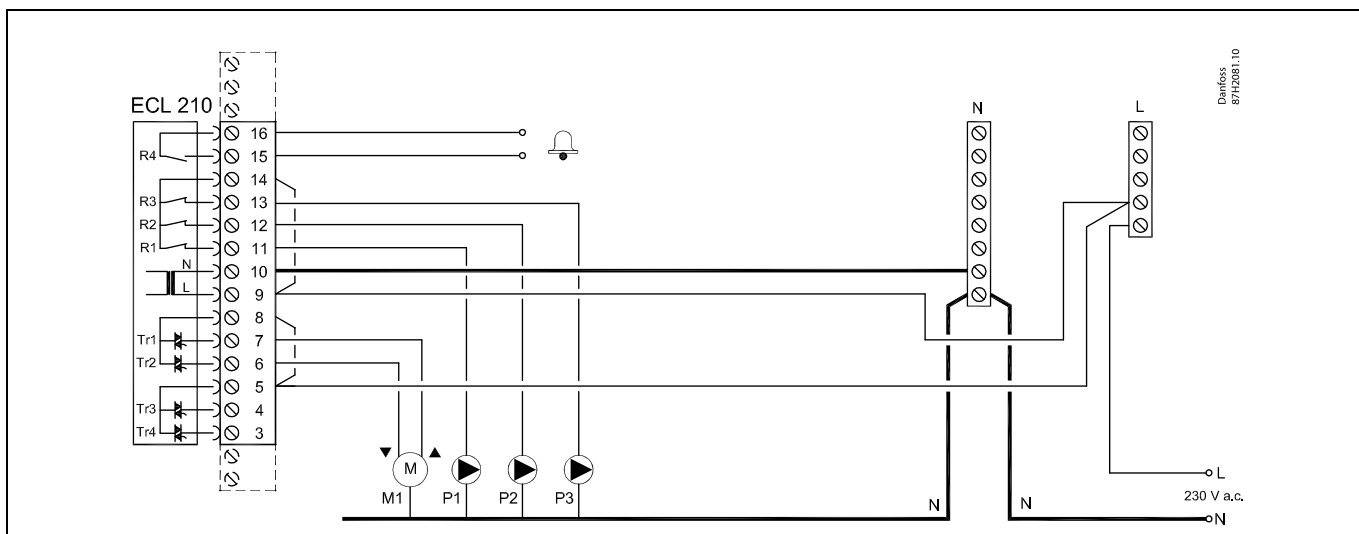 Danfoss
87H2081.10
ECL 210
N
L
16
R4 15
14
R3 13
R2 12
R1 11
N 10
L 9
8
Tr1 7
Tr2 6
5
Tr3 4
Tr4 3
M
M1 P1 P2 P3
L
230 V a.c.
N N N